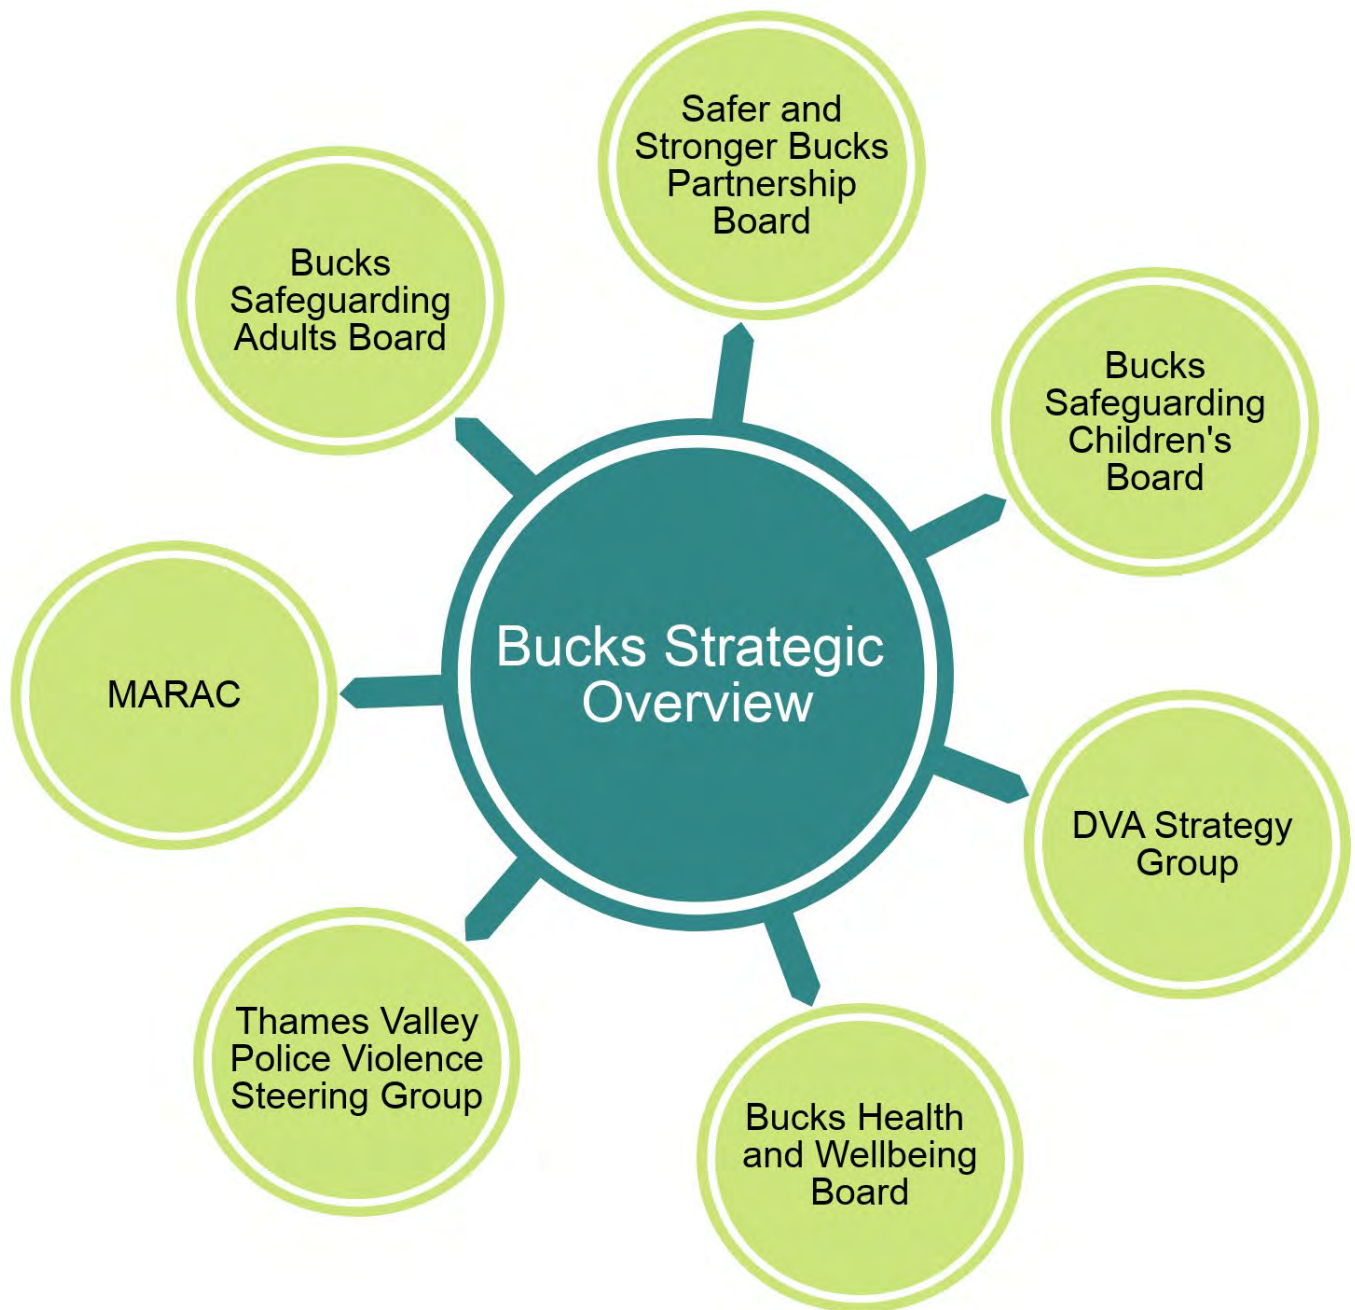 Safer and
Stronger Bucks
Partnership
Board
Bucks
Safeguarding
Adults Board
Bucks
Safeguarding
Children's
Board
Bucks Strategic
Overview
MARAC
DVA Strategy
Group
Thames Valley
Police Violence
Steering Group
Bucks Health
and Wellbeing
Board